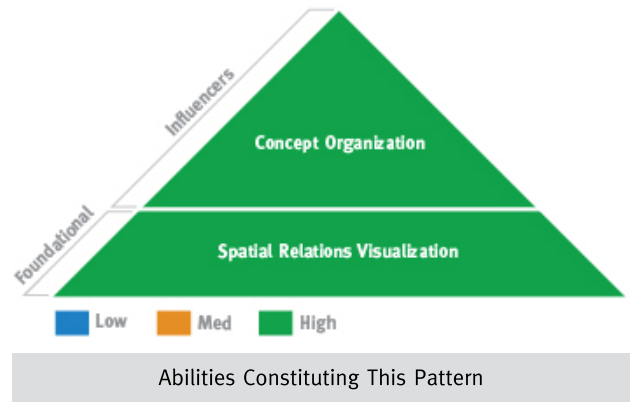 Influencers
Concept Organization
Foundational
Spatial Relations Visualization
Low
Med
High
Abilities Constituting This Pattern